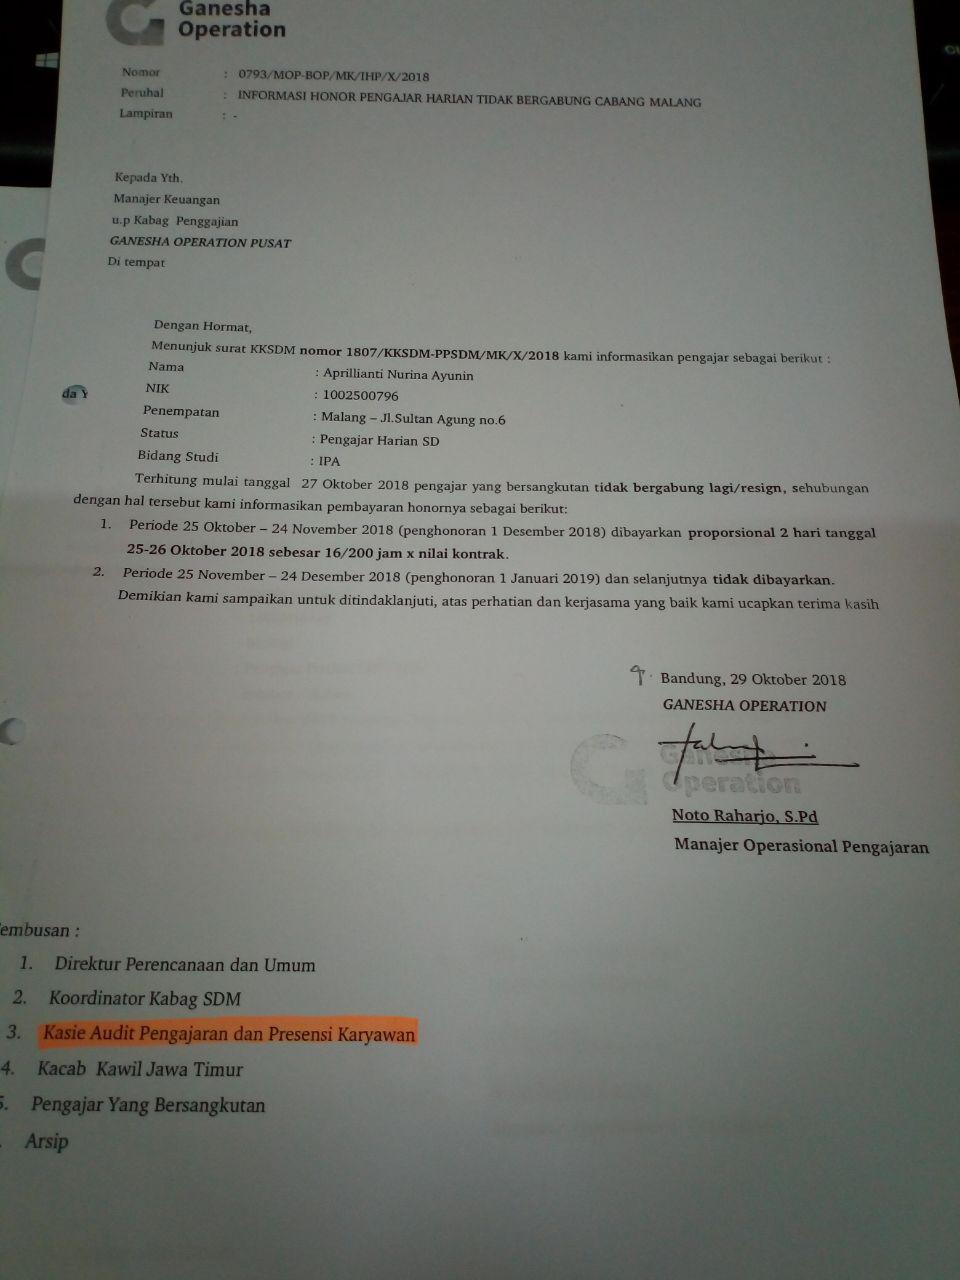 Ganesha
Operation
Nomor : 0793/MOP-BOP/MK/IHP/X/2018
Peruhal : INFORMASI HONOR PENGAJAR HARIAN TIDAK BERGABUNG CABANG MALANG
Lampiran : -
Kepada Yth.
Manajer Keuangan
u.p Kabag Penggajian
GANESHA OPERATION PUSAT
Di tempat
Dengan Hormat,
Menunjuk surat KKSDM nomor 1807/KKSDM-PPSDM/MK/X/2018 kami informasikan pengajar sebagai berikut :
Nama : Aprillianti Nurina Ayunin
da Y
NIK : 1002500796
Penempatan : Malang – Jl.Sultan Agung no.6
Status : Pengajar Harian SD
Bidang Studi : IPA
Terhitung mulai tanggal 27 Oktober 2018 pengajar yang bersangkutan tidak bergabung lagi/resign, sehubungan
dengan hal tersebut kami informasikan pembayaran honornya sebagai berikut:
1. Periode 25 Oktober – 24 November 2018 (penghonoran 1 Desember 2018) dibayarkan proporsional 2 hari tanggal
25-26 Oktober 2018 sebesar 16/200 jam x nilai kontrak.
2. Periode 25 November – 24 Desember 2018 (penghonoran 1 Januari 2019) dan selanjutnya tidak dibayarkan.
Demikian kami sampaikan untuk ditindaklanjuti, atas perhatian dan kerjasama yang baik kami ucapkan terima kasih
Bandung, 29 Oktober 2018
GANESHA OPERATION
Ganesha
Operation
Noto Raharjo, S.Pd
Manajer Operasional Pengajaran
embusan :
1. Direktur Perencanaan dan Umum
2. Koordinator Kabag SDM
3. Kasie Audit Pengajaran dan Presensi Karyawan
4. Kacab Kawil Jawa Timur
5. Pengajar Yang Bersangkutan
. Arsip